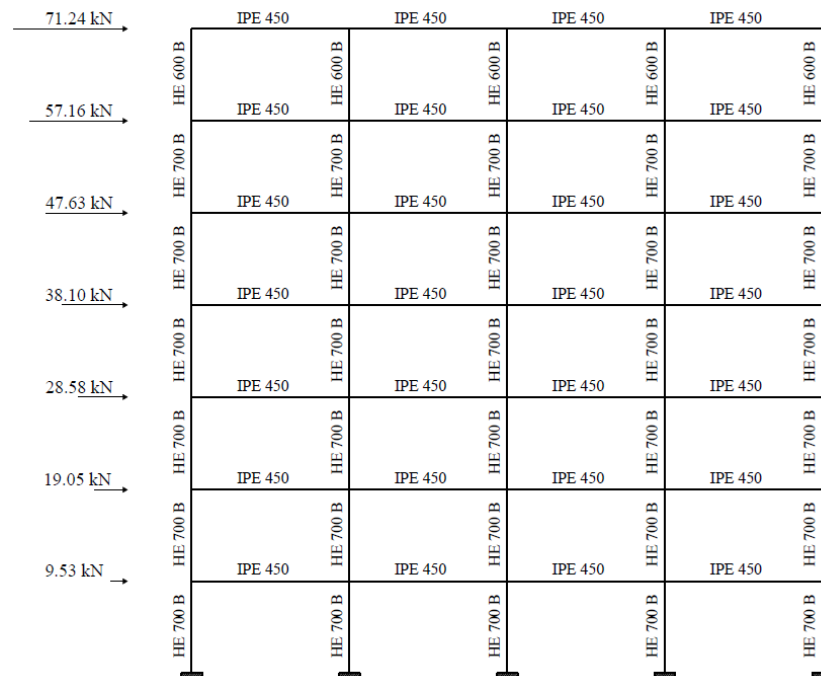 71.24 kN IPE 450 IPE 450 IPE 450 IPE 450
HE 600 B HE 600 B HE 600 B HE 600 B HE 600 B
57.16 kN IPE 450 IPE 450 IPE 450 IPE 450
HE 700 B HE 700 B HE 700 B HE 700 B HE 700 B
47.63 kN IPE 450 IPE 450 IPE 450 IPE 450
HE 700 B HE 700 B HE 700 B HE 700 B HE 700 B
38.10 kN IPE 450 IPE 450 IPE 450 IPE 450
HE 700 B HE 700 B HE 700 B HE 700 B HE 700 B
28.58 kN IPE 450 IPE 450 IPE 450 IPE 450
HE 700 B HE 700 B HE 700 B HE 700 B HE 700 B
19.05 kN IPE 450 IPE 450 IPE 450 IPE 450
HE 700 B HE 700 B HE 700 B HE 700 B HE 700 B
9.53 kN IPE 450 IPE 450 IPE 450 IPE 450
HE 700 B HE 700 B HE 700 B HE 700 B HE 700 B